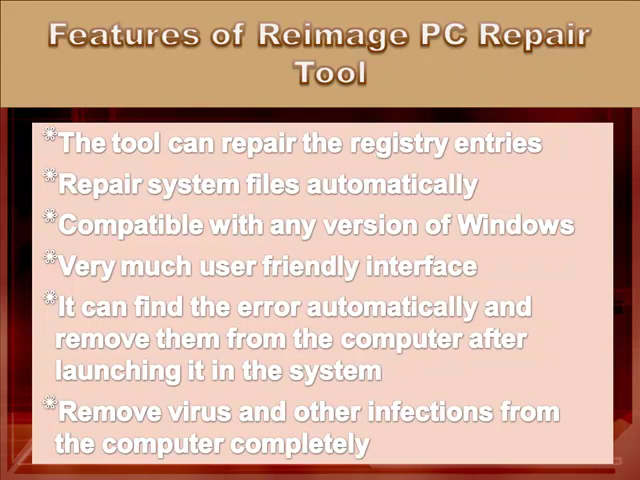 Features of Reimage PC Repair
Tool
*The tool can repair the registry entries
*Repair system files automatically
*Compatible with any version of Windows
*Very much user friendly interface
*It can find the error automatically and
remove them from the computer after
launching it in the system
*Remove virus and other infections from
the computer completely